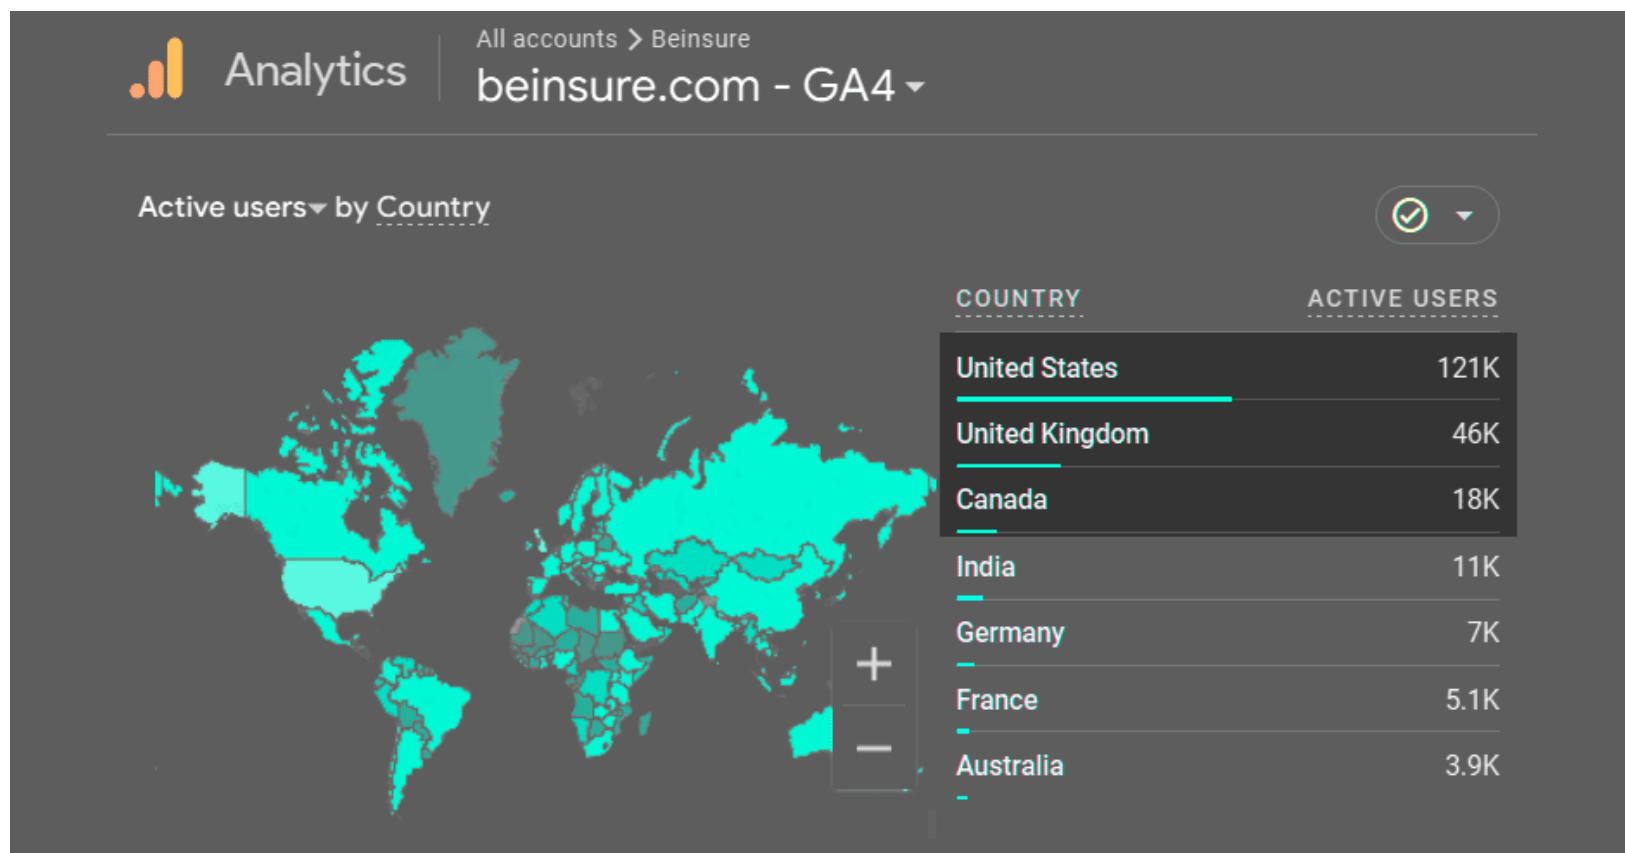 Analytics
All accounts > Beinsure
beinsure.com - GA4
Active users by Country
COUNTRY ACTIVE USERS
United States 121K
United Kingdom 46K
Canada 18K
India 11K
Germany 7K
France 5.1K
Australia 3.9K